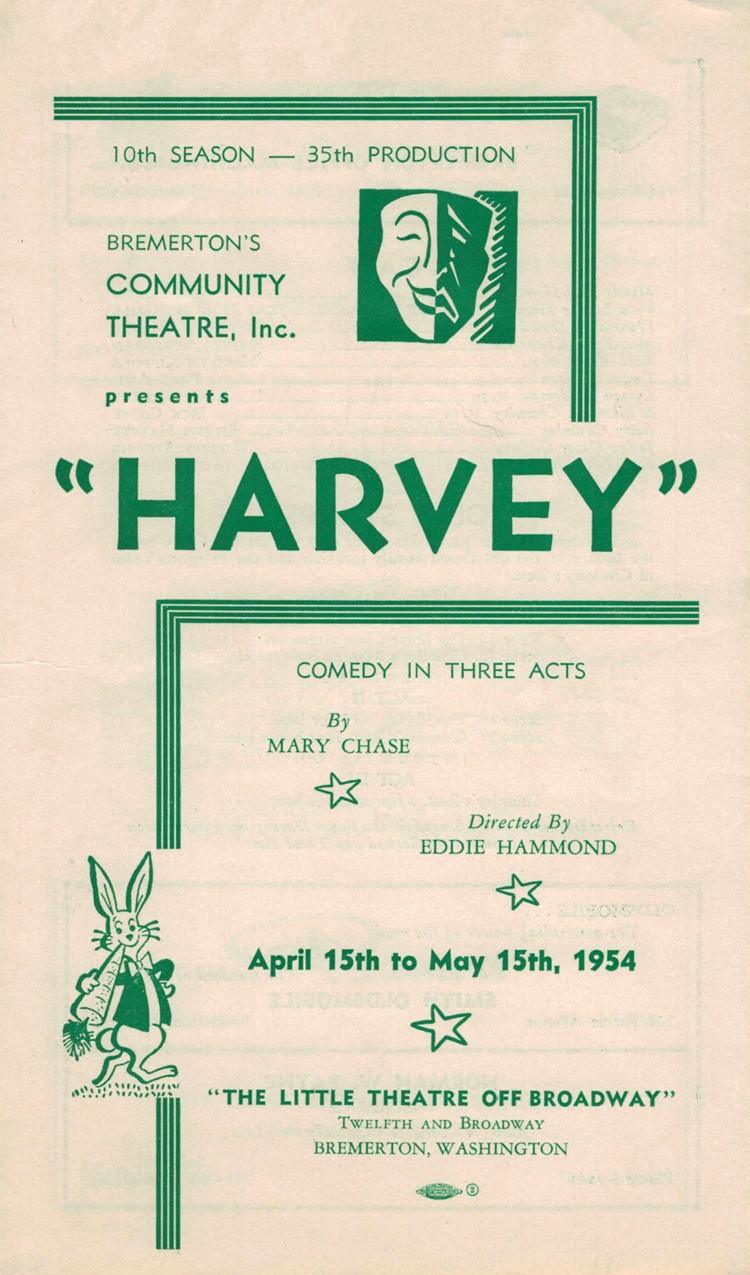 10th SEASON — 35th PRODUCTION
BREMERTON'S
COMMUNITY
THEATRE, Inc.
presents
"HARVEY"
COMEDY IN THREE ACTS
By
MARY CHASE
Directed By
EDDIE HAMMOND
April 15th to May 15th, 1954
"THE LITTLE THEATRE OFF BROADWAY"
TWELFTH AND BROADWAY
BREMERTON, WASHINGTON
2